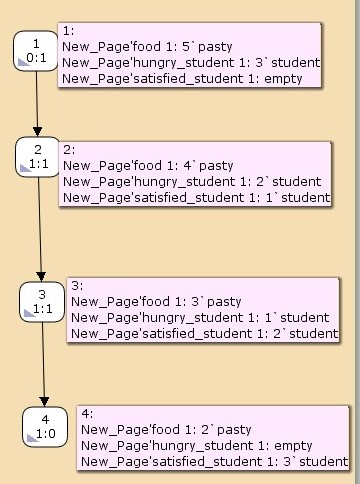 1
0:1
1:
New_Page'food 1: 5`pasty
New_Page'hungry_student 1: 3`student
New_Page'satisfied_student 1: empty
2
1:1
2:
New_Page'food 1: 4`pasty
New_Page'hungry_student 1: 2`student
New_Page'satisfied_student 1: 1`student
3
1:1
3:
New_Page'food 1: 3`pasty
New_Page'hungry_student 1: 1`student
New_Page'satisfied_student 1: 2`student
4
1:0
4:
New_Page'food 1: 2`pasty
New_Page'hungry_student 1: empty
New_Page'satisfied_student 1: 3`student